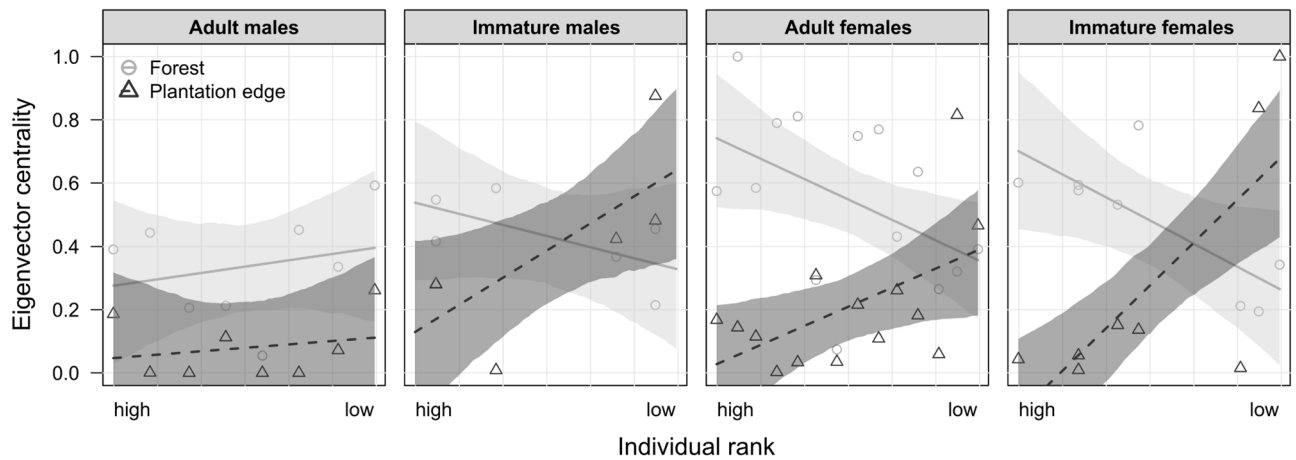 Adult males
Immature males
Adult females
Immature females
Forest
Plantation edge
Eigenvector centrality
1.0
0.8
0.6
0.4
0.2
0.0
high low
high low
high low
high low
Individual rank